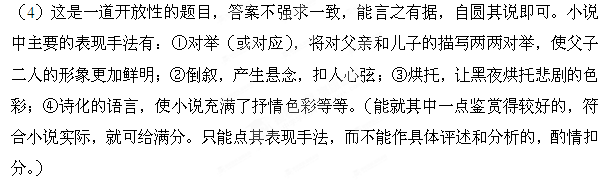 （4）这是一道开放性的题目，答案不强求一致，能言之有据，自圆其说即可。小说
中主要的表现手法有：①对举（或对应），将对父亲和儿子的描写两两对举，使父子
二人的形象更加鲜明；②倒叙，产生悬念，扣人心弦；③烘托，让黑夜烘托悲剧的色
彩；④诗化的语言，使小说充满了抒情色彩等等。（能就其中一点鉴赏得较好的，符
合小说实际，就可给满分。只能点其表现手法，而不能作具体评述和分析的，酌情扣
分。）